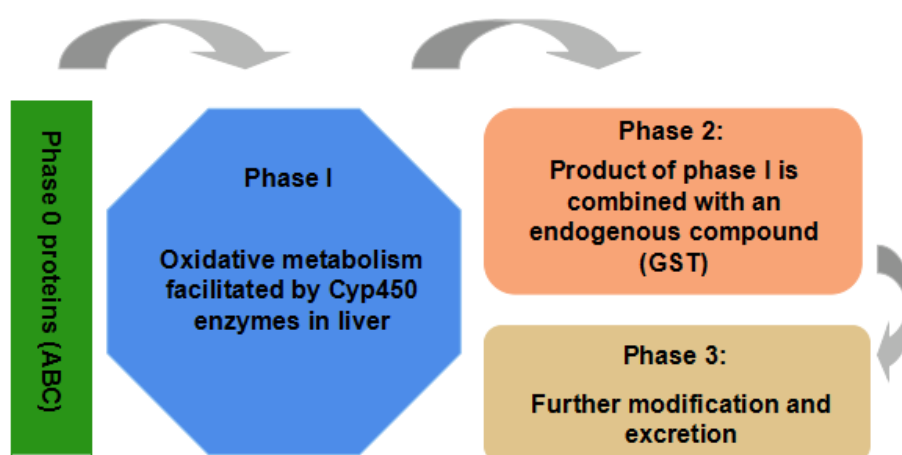 Phase 0 proteins (ABC)
Phase I
Oxidative metabolism
facilitated by Cyp450
enzymes in liver
Phase 2:
Product of phase I is
combined with an
endogenous compound
(GST)
Phase 3:
Further modification and
excretion